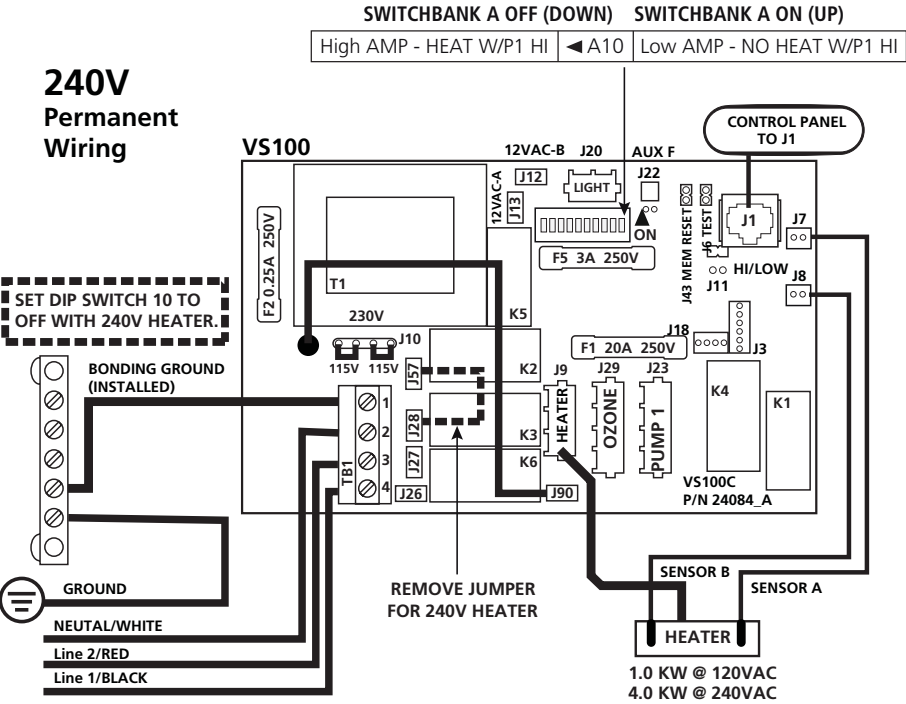 SWITCHBANK A OFF (DOWN) SWITCHBANK A ON (UP)
High AMP - HEAT W/P1 HI ◄ A10 Low AMP - NO HEAT W/P1 HI
240V
Permanent
Wiring
VS100
12VAC-B J20 AUX F
CONTROL PANEL
TO J1
J12
LIGHT
J22
12VAC-A
J13
ON
F5 3A 250V
J43 MEM RESET
J6 TEST
J1
J7
HI/LOW
J11
J8
F2 0.25A 250V
T1
230V
K5
SET DIP SWITCH 10 TO
OFF WITH 240V HEATER.
J10
115V 115V
J57
K2
F1 20A 250V
J18
J3
BONDING GROUND
(INSTALLED)
J9 J29 J23
HEATER
OZONE
PUMP 1
K4
K1
1
2
3
4
TB1
J28
K3
J27
K6
J26
J90
VS100C
P/N 24084_A
REMOVE JUMPER
FOR 240V HEATER
SENSOR B
SENSOR A
GROUND
NEUTAL/WHITE
Line 2/RED
Line 1/BLACK
HEATER
1.0 KW @ 120VAC
4.0 KW @ 240VAC